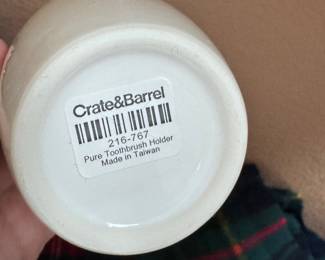 Crate&Barrel
216-767
Pure Toothbrush Holder
Made in Taiwan